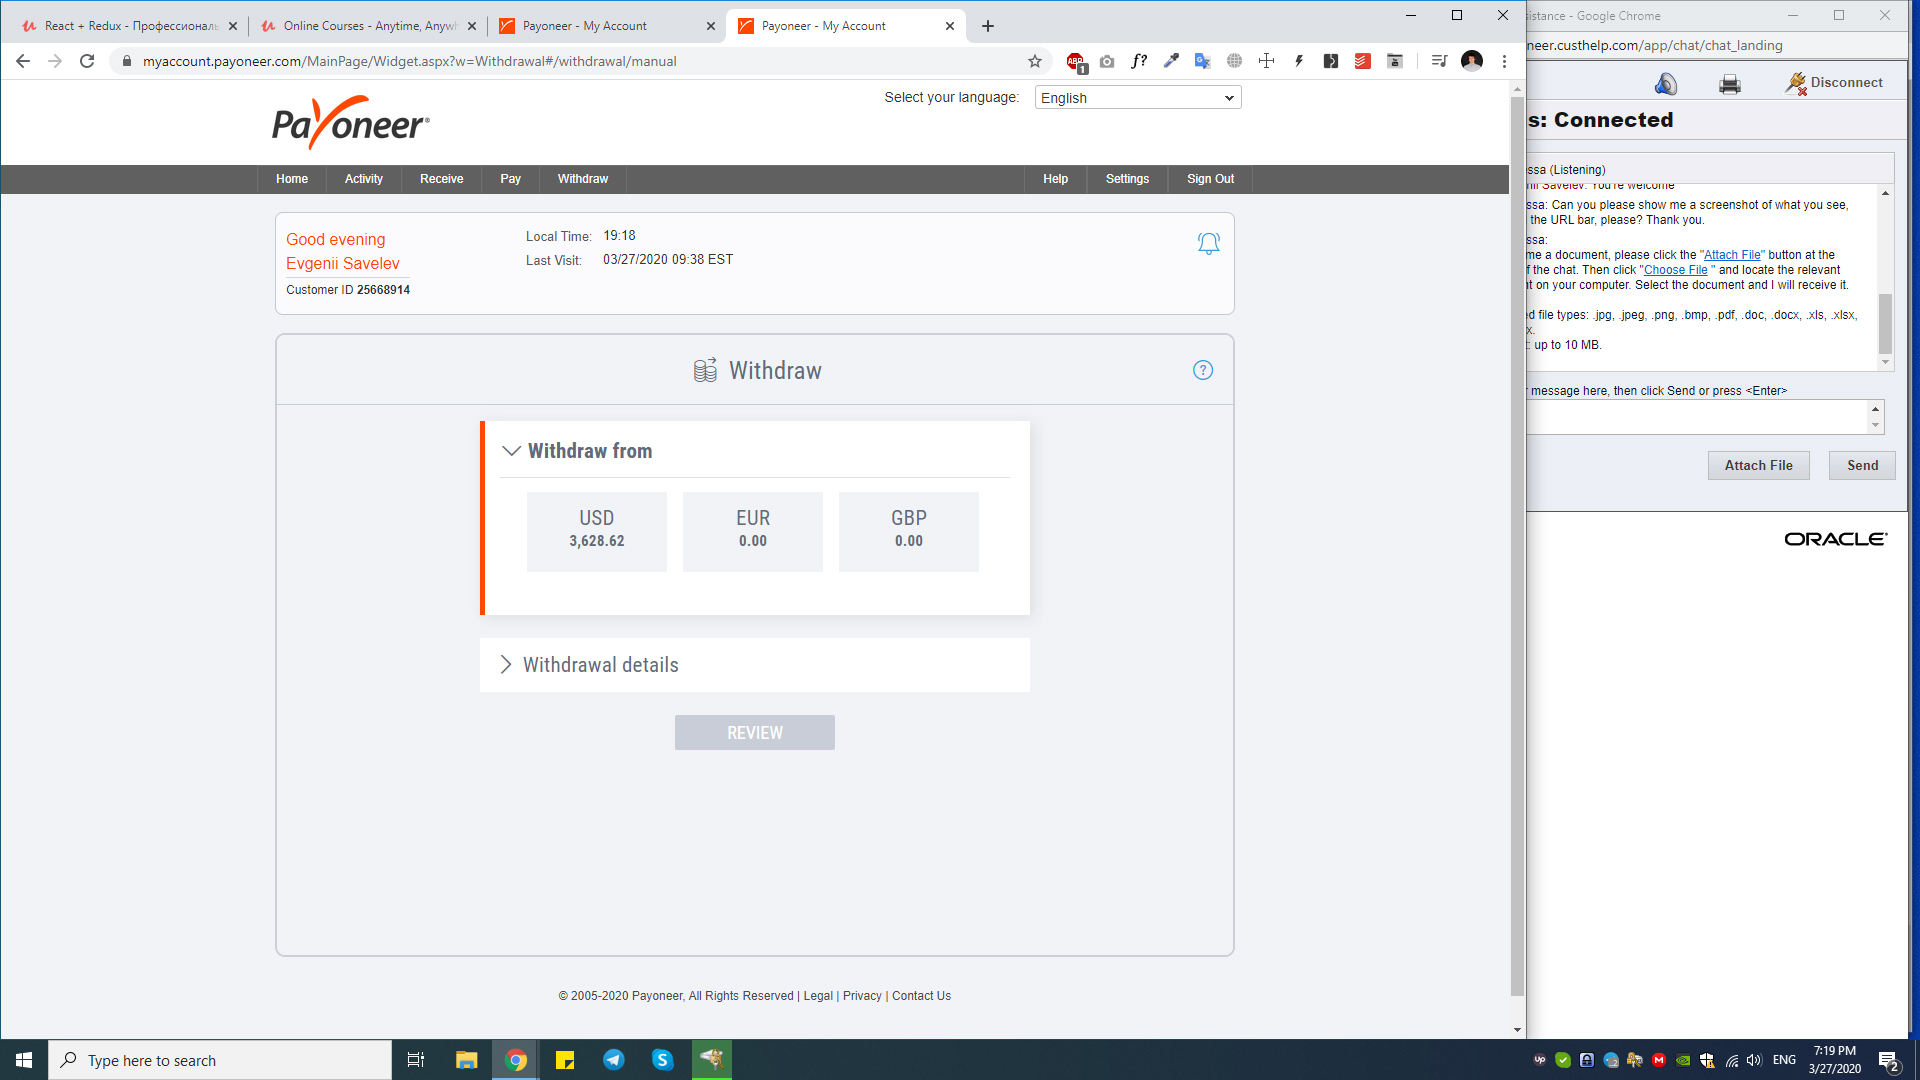 React + Redux - Профессиональ
Online Courses - Anytime, Anywh
Payoneer - My Account
Payoneer - My Account
myaccount.payoneer.com/MainPage/Widget.aspx?w=Withdrawal#/withdrawal/manual
ABP
1
f?
Payoneer
Select your language:
English
Home
Activity
Receive
Pay
Withdraw
Help
Settings
Sign Out
Good evening
Evgenii Savelev
Customer ID 25668914
Local Time: 19:18
Last Visit: 03/27/2020 09:38 EST
Withdraw
?
Withdraw from
USD
3,628.62
EUR
0.00
GBP
0.00
Withdrawal details
REVIEW
© 2005-2020 Payoneer, All Rights Reserved | Legal | Privacy | Contact Us
sistance - Google Chrome
neer.custhelp.com/app/chat/chat_landing
Disconnect
s: Connected
ssa (Listening)
nii Savelev: You're welcome
ssa: Can you please show me a screenshot of what you see,
the URL bar, please? Thank you.
ssa:
me a document, please click the "Attach File" button at the
f the chat. Then click "Choose File " and locate the relevant
nt on your computer. Select the document and I will receive it.
ed file types: .jpg, .jpeg, .png, .bmp, .pdf, .doc, .docx, .xls, .xlsx,
x.
t: up to 10 MB.
r message here, then click Send or press <Enter>
Attach File
Send
ORACLE
Type here to search
Up
ENG
7:19 PM
3/27/2020
2